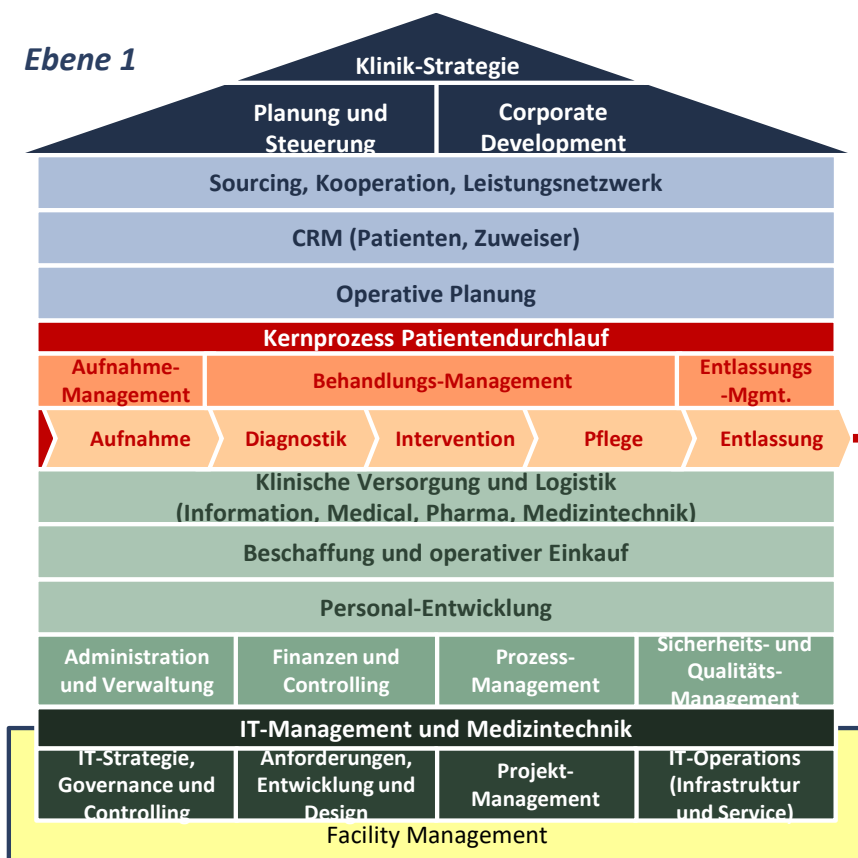 Ebene 1
Klinik-Strategie
Planung und
Steuerung
Corporate
Development
Sourcing, Kooperation, Leistungsnetzwerk
CRM (Patienten, Zuweiser)
Operative Planung
Kernprozess Patientendurchlauf
Aufnahme-
Management
Behandlungs-Management
Entlassungs
-Mgmt.
Aufnahme
Diagnostik
Intervention
Pflege
Entlassung
Klinische Versorgung und Logistik
(Information, Medical, Pharma, Medizintechnik)
Beschaffung und operativer Einkauf
Personal-Entwicklung
Administration
und Verwaltung
Finanzen und
Controlling
Prozess-
Management
Sicherheits- und
Qualitäts-
Management
IT-Management und Medizintechnik
IT-Strategie,
Governance und
Controlling
Anforderungen,
Entwicklung und
Design
Projekt-
Management
IT-Operations
(Infrastruktur
und Service)
Facility Management